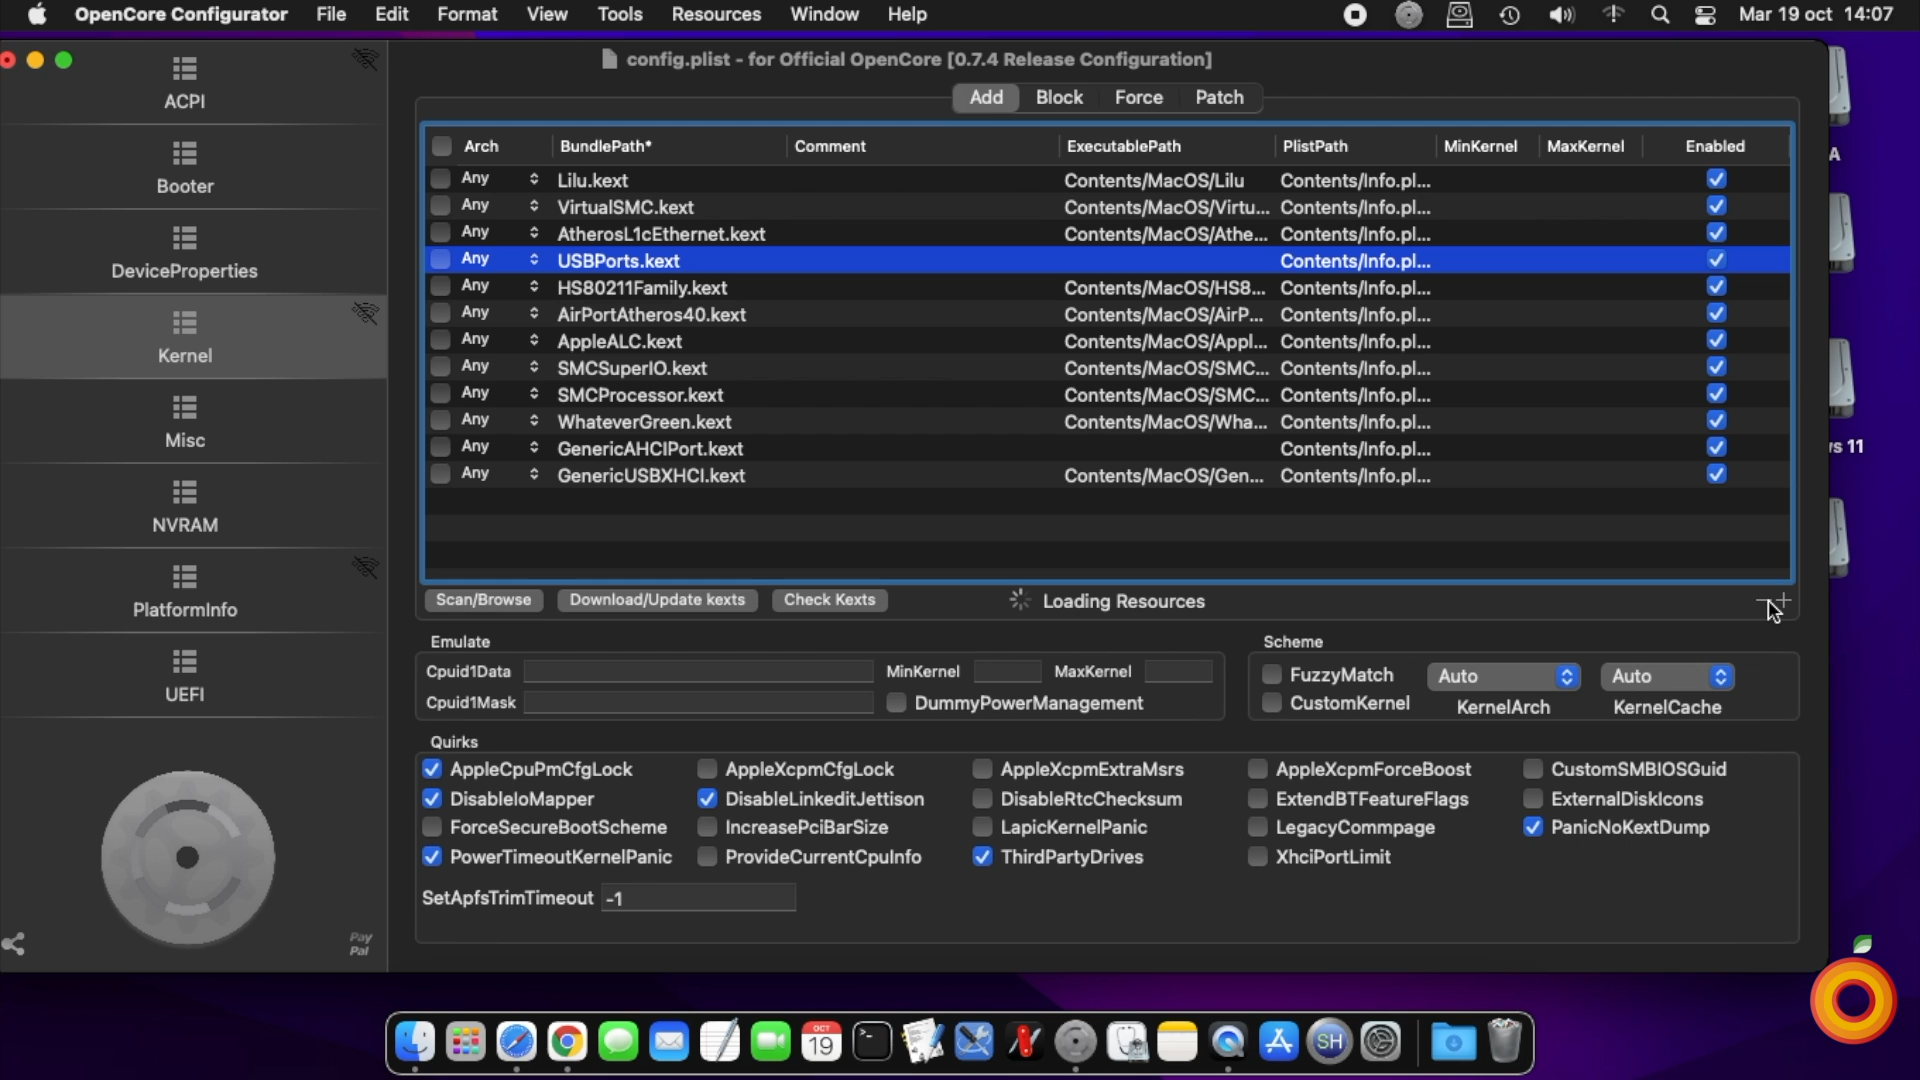 OpenCore Configurator File Edit Format View Tools Resources Window Help Mar 19 oct 14:07
config.plist - for Official OpenCore [0.7.4 Release Configuration]
ACPI
Booter
DeviceProperties
Kernel
Misc
NVRAM
PlatformInfo
UEFI
Pay
Pal
Add Block Force Patch
Arch BundlePath* Comment ExecutablePath PlistPath MinKernel MaxKernel Enabled
Any Lilu.kext Contents/MacOS/Lilu Contents/Info.pl...
Any VirtualSMC.kext Contents/MacOS/Virtu... Contents/Info.pl...
Any AtherosL1cEthernet.kext Contents/MacOS/Athe... Contents/Info.pl...
Any USBPorts.kext Contents/Info.pl...
Any HS80211Family.kext Contents/MacOS/HS8... Contents/Info.pl...
Any AirPortAtheros40.kext Contents/MacOS/AirP... Contents/Info.pl...
Any AppleALC.kext Contents/MacOS/Appl... Contents/Info.pl...
Any SMCSuperIO.kext Contents/MacOS/SMC... Contents/Info.pl...
Any SMCProcessor.kext Contents/MacOS/SMC... Contents/Info.pl...
Any WhateverGreen.kext Contents/MacOS/Wha... Contents/Info.pl...
Any GenericAHCIPort.kext Contents/Info.pl...
Any GenericUSBXHCI.kext Contents/MacOS/Gen... Contents/Info.pl...
Scan/Browse Download/Update kexts Check Kexts Loading Resources
Emulate
Cpuid1Data MinKernel MaxKernel
Cpuid1Mask DummyPowerManagement
Scheme
FuzzyMatch Auto Auto
CustomKernel KernelArch KernelCache
Quirks
AppleCpuPmCfgLock AppleXcpmCfgLock AppleXcpmExtraMsrs AppleXcpmForceBoost CustomSMBIOSGuid
DisableIoMapper DisableLinkeditJettison DisableRtcChecksum ExtendBTFeatureFlags ExternalDiskIcons
ForceSecureBootScheme IncreasePciBarSize LapicKernelPanic LegacyCommpage PanicNoKextDump
PowerTimeoutKernelPanic ProvideCurrentCpuInfo ThirdPartyDrives XhciPortLimit
SetApfsTrimTimeout -1
A
s 11
OCT
19
SH